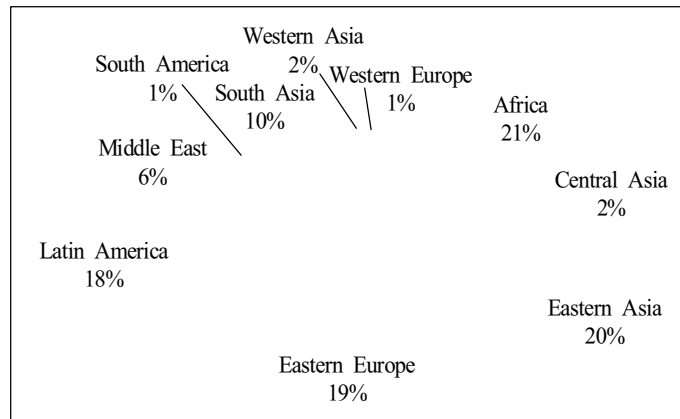 Western Asia
2%
South America
1%
South Asia
10%
Western Europe
1%
Africa
21%
Middle East
6%
Central Asia
2%
Latin America
18%
Eastern Asia
20%
Eastern Europe
19%